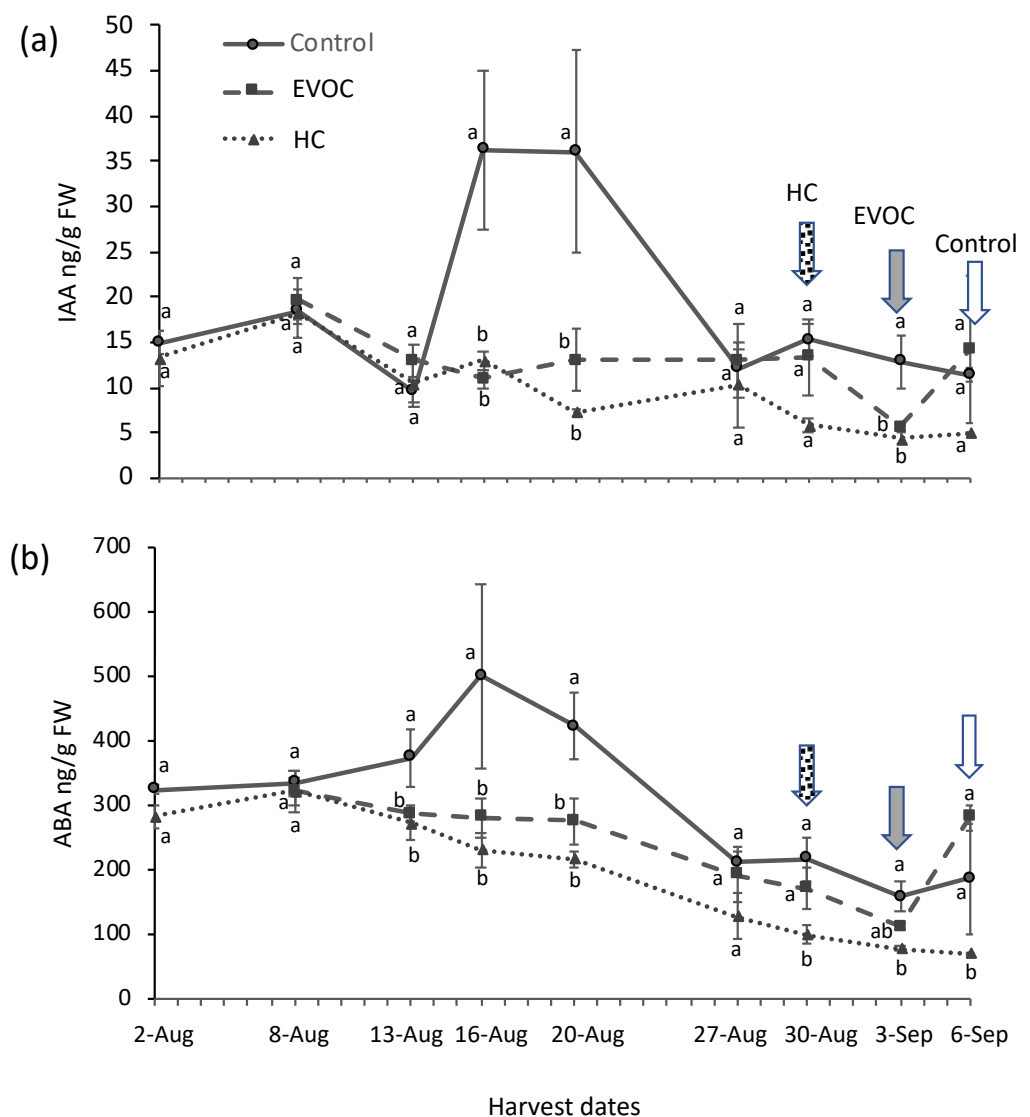 (a)
50
45
40
35
30
25
20
15
10
5
0
IAA ng/g FW
Control
EVOC
HC
HC
EVOC
Control
a a a a a a a a
a a
a a a a a a
b b b
a a b
a a a b b a a b a
(b)
700
600
500
400
300
200
100
0
ABA ng/g FW
a a a a a a a a a
a b b b a a ab a
a a b b b a b b b
2-Aug 8-Aug 13-Aug 16-Aug 20-Aug 27-Aug 30-Aug 3-Sep 6-Sep
Harvest dates